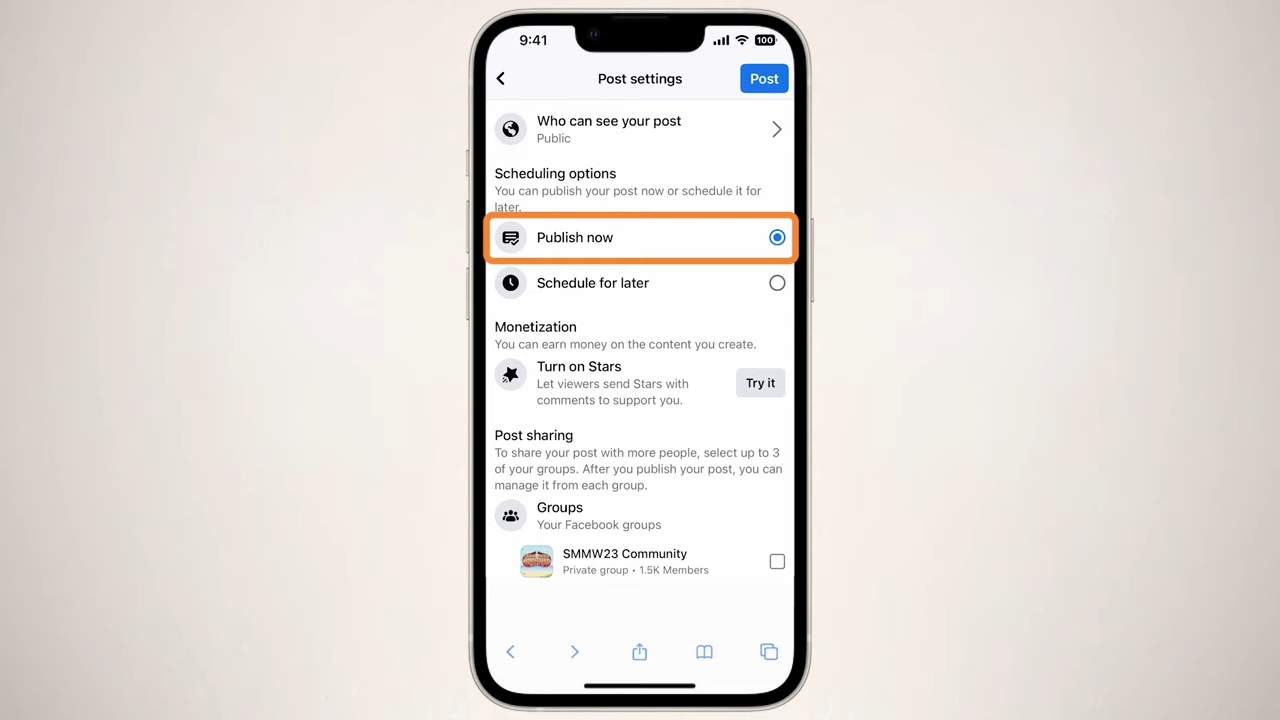 9:41
100
Post settings
Post
Who can see your post
Public
Scheduling options
You can publish your post now or schedule it for
later.
Publish now
Schedule for later
Monetization
You can earn money on the content you create.
Turn on Stars
Let viewers send Stars with
comments to support you.
Try it
Post sharing
To share your post with more people, select up to 3
of your groups. After you publish your post, you can
manage it from each group.
Groups
Your Facebook groups
SMMW23 Community
Private group • 1.5K Members